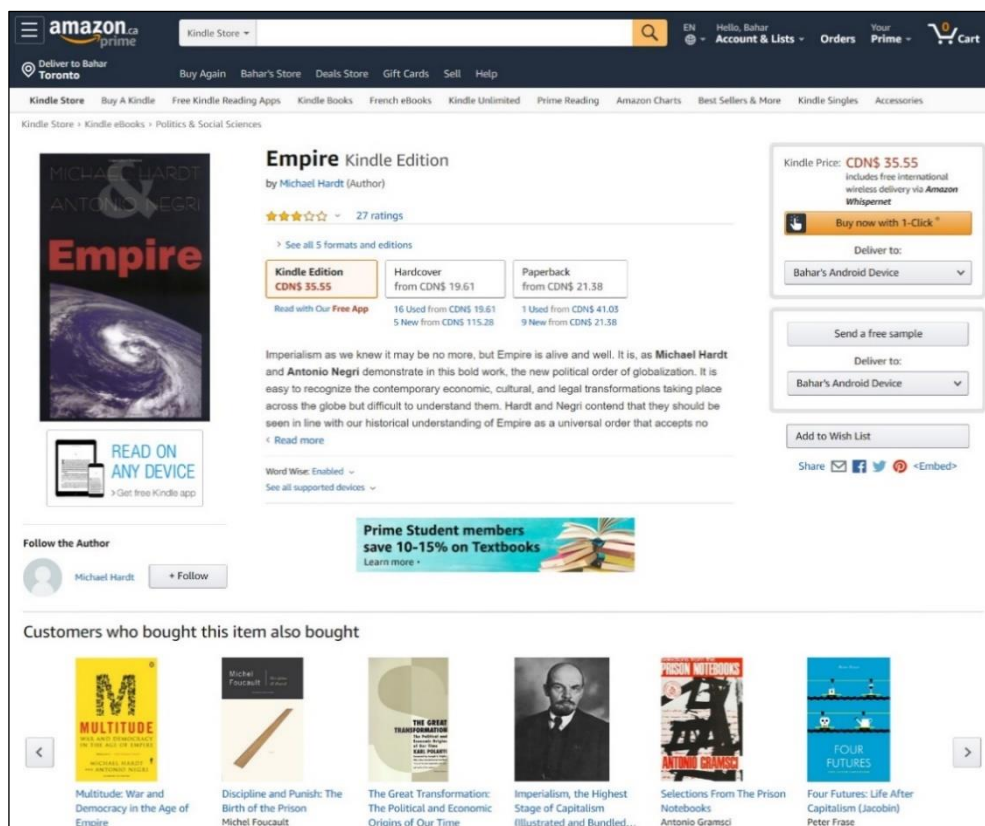 amazon.ca
prime
Kindle Store
EN
Hello, Bahar
Account & Lists
Orders
Your
Prime
0
Cart
Deliver to Bahar
Toronto
Buy Again Bahar's Store Deals Store Gift Cards Sell Help
Kindle Store Buy A Kindle Free Kindle Reading Apps Kindle Books French eBooks Kindle Unlimited Prime Reading Amazon Charts Best Sellers & More Kindle Singles Accessories
Kindle Store › Kindle eBooks › Politics & Social Sciences
MICHAEL HARDT
&
ANTONIO NEGRI
Empire
READ ON
ANY DEVICE
› Get free Kindle app
Follow the Author
Michael Hardt
+ Follow
Empire Kindle Edition
by Michael Hardt (Author)
27 ratings
› See all 5 formats and editions
Kindle Edition
CDN$ 35.55
Read with Our Free App
Hardcover
from CDN$ 19.61
16 Used from CDN$ 19.61
5 New from CDN$ 115.28
Paperback
from CDN$ 21.38
1 Used from CDN$ 41.03
9 New from CDN$ 21.38
Imperialism as we knew it may be no more, but Empire is alive and well. It is, as Michael Hardt
and Antonio Negri demonstrate in this bold work, the new political order of globalization. It is
easy to recognize the contemporary economic, cultural, and legal transformations taking place
across the globe but difficult to understand them. Hardt and Negri contend that they should be
seen in line with our historical understanding of Empire as a universal order that accepts no
‹ Read more
Word Wise: Enabled
See all supported devices
Prime Student members
save 10-15% on Textbooks
Learn more ›
Kindle Price: CDN$ 35.55
includes free international
wireless delivery via Amazon
Whispernet
Buy now with 1-Click ®
Deliver to:
Bahar's Android Device
Send a free sample
Deliver to:
Bahar's Android Device
Add to Wish List
Share <Embed>
Customers who bought this item also bought
MULTITUDE
WAR AND DEMOCRACY
IN THE AGE OF EMPIRE
MICHAEL HARDT
ANTONIO NEGRI
Multitude: War and
Democracy in the Age of
Empire
Michel
Foucault
Discipline and Punish: The
Birth of the Prison
Michel Foucault
THE GREAT
TRANSFORMATION
The Political and
Economic Origins
of Our Time
KARL POLANYI
The Great Transformation:
The Political and Economic
Origins of Our Time
Imperialism, the Highest
Stage of Capitalism
(Illustrated and Bundled...
PRISON NOTEBOOKS
ANTONIO GRAMSCI
Selections From The Prison
Notebooks
Antonio Gramsci
FOUR
FUTURES
Four Futures: Life After
Capitalism (Jacobin)
Peter Frase